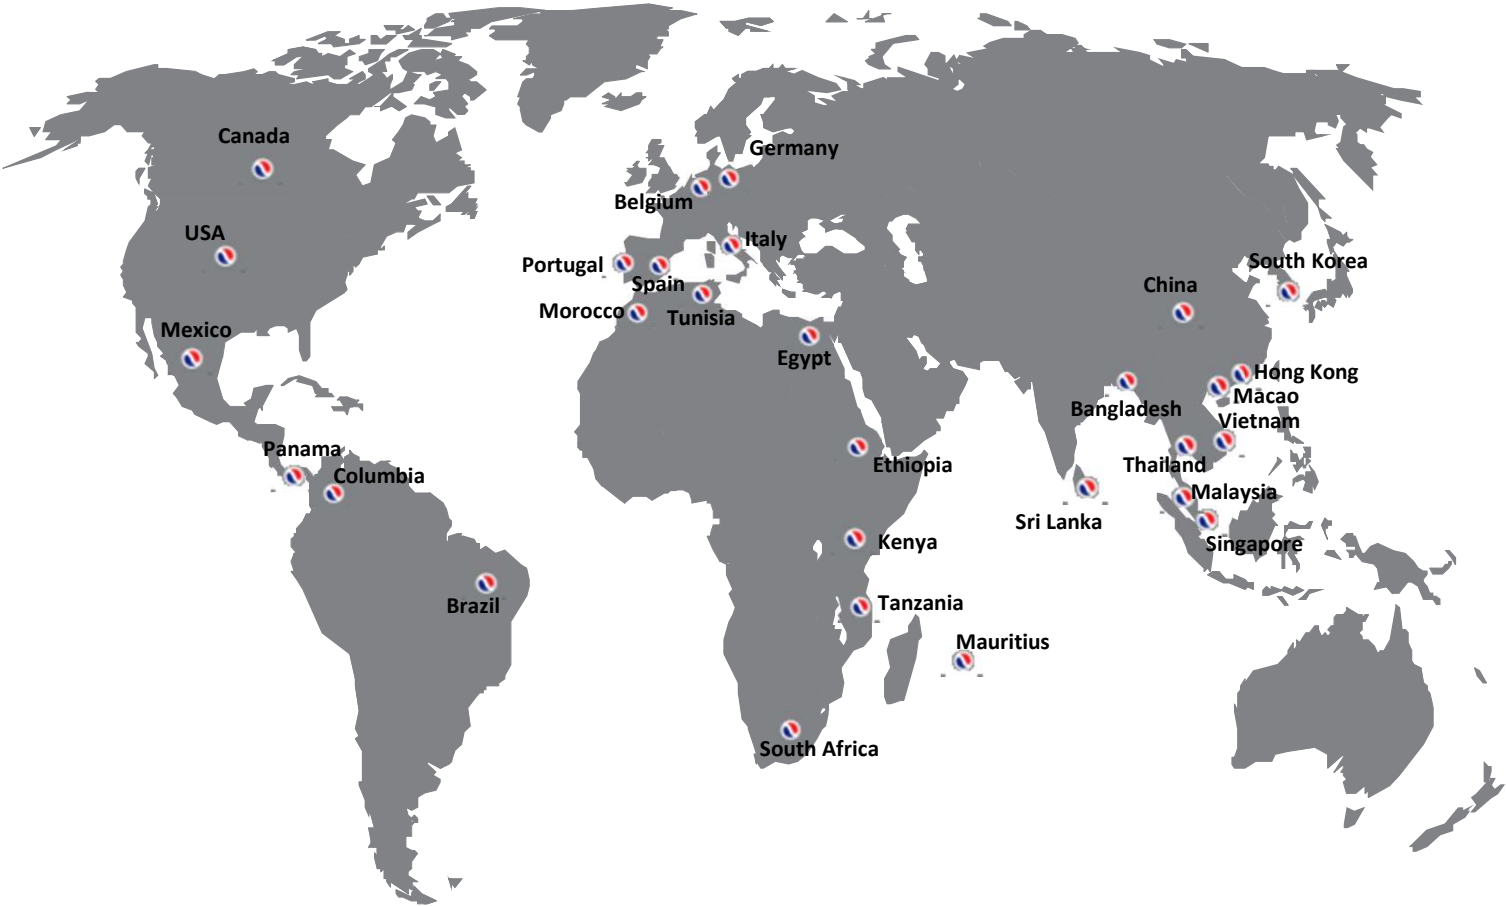 Canada
USA
Mexico
Panama
Columbia
Brazil
Germany
Belgium
Italy
Portugal
Spain
Morocco
Tunisia
Egypt
Ethiopia
Kenya
Tanzania
Mauritius
South Africa
South Korea
China
Hong Kong
Macao
Bangladesh
Vietnam
Thailand
Malaysia
Sri Lanka
Singapore